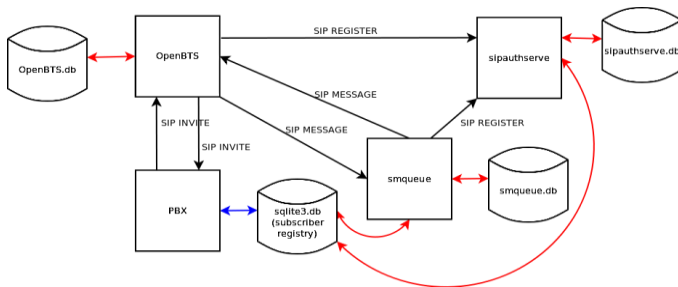 SIP REGISTER
OpenBTS
sipauthserve
sipauthserve.db
OpenBTS.db
SIP MESSAGE
SIP INVITE
SIP MESSAGE
SIP REGISTER
SIP INVITE
smqueue
smqueue.db
PBX
sqlite3.db
(subscriber
registry)